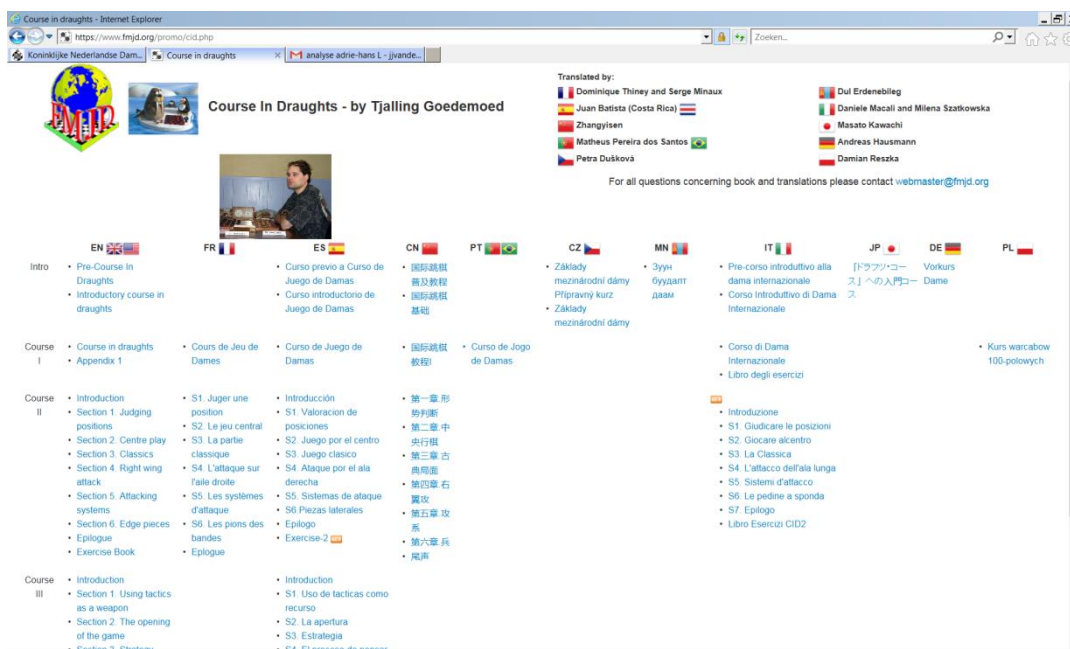 Course in draughts - Internet Explorer
https://www.fmjd.org/promo/cid.php
Zoeken...
Koninklijke Nederlandse Dam...
Course in draughts
analyse adrie-hans L - jjvande...
FMJD
Course In Draughts - by Tjalling Goedemoed
Translated by:
Dominique Thiney and Serge Minaux
Dul Erdenebileg
Juan Batista (Costa Rica)
Daniele Macali and Milena Szatkowska
Zhangyisen
Masato Kawachi
Matheus Pereira dos Santos
Andreas Hausmann
Petra Dušková
Damian Reszka
For all questions concerning book and translations please contact webmaster@fmjd.org
EN FR ES CN PT CZ MN IT JP DE PL
Intro
Pre-Course In
Draughts
Introductory course in
draughts
Curso previo a Curso de
Juego de Damas
Curso introductorio de
Juego de Damas
国际跳棋
普及教程
国际跳棋
基础
Základy
mezinárodní dámy
Přípravný kurz
Základy
mezinárodní dámy
Зуун
буудалт
даам
Pre-corso introduttivo alla
dama internazionale
Corso Introduttivo di Dama
Internazionale
『ドラフツ・コー
ス』への入門コー
ス
Vorkurs
Dame
Course
I
Course in draughts
Appendix 1
Cours de Jeu de
Dames
Curso de Juego de
Damas
国际跳棋
教程I
Curso de Jogo
de Damas
Corso di Dama
Internazionale
Libro degli esercizi
Kurs warcabow
100-polowych
Course
II
Introduction
Section 1. Judging
positions
Section 2. Centre play
Section 3. Classics
Section 4. Right wing
attack
Section 5. Attacking
systems
Section 6. Edge pieces
Epilogue
Exercise Book
S1. Juger une
position
S2. Le jeu central
S3. La partie
classique
S4. L'attaque sur
l'aile droite
S5. Les systèmes
d'attaque
S6. Les pions des
bandes
Eplogue
Introducción
S1. Valoracion de
posiciones
S2. Juego por el centro
S3. Juego clasico
S4. Ataque por el ala
derecha
S5. Sistemas de ataque
S6.Piezas laterales
Epilogo
Exercise-2
第一章.形
势判断
第二章.中
央行棋
第三章.古
典局面
第四章.右
翼攻
第五章.攻
系
第六章.兵
尾声
Introduzione
S1. Giudicare le posizioni
S2. Giocare alcentro
S3. La Classica
S4. L'attacco dell'ala lunga
S5. Sistemi d'attacco
S6. Le pedine a sponda
S7. Epilogo
Libro Esercizi CID2
Course
III
Introduction
Section 1. Using tactics
as a weapon
Section 2. The opening
of the game
Section 3. Strategy
Introduction
S1. Uso de tacticas como
recurso
S2. La apertura
S3. Estrategia
S4. El proceso de pensar